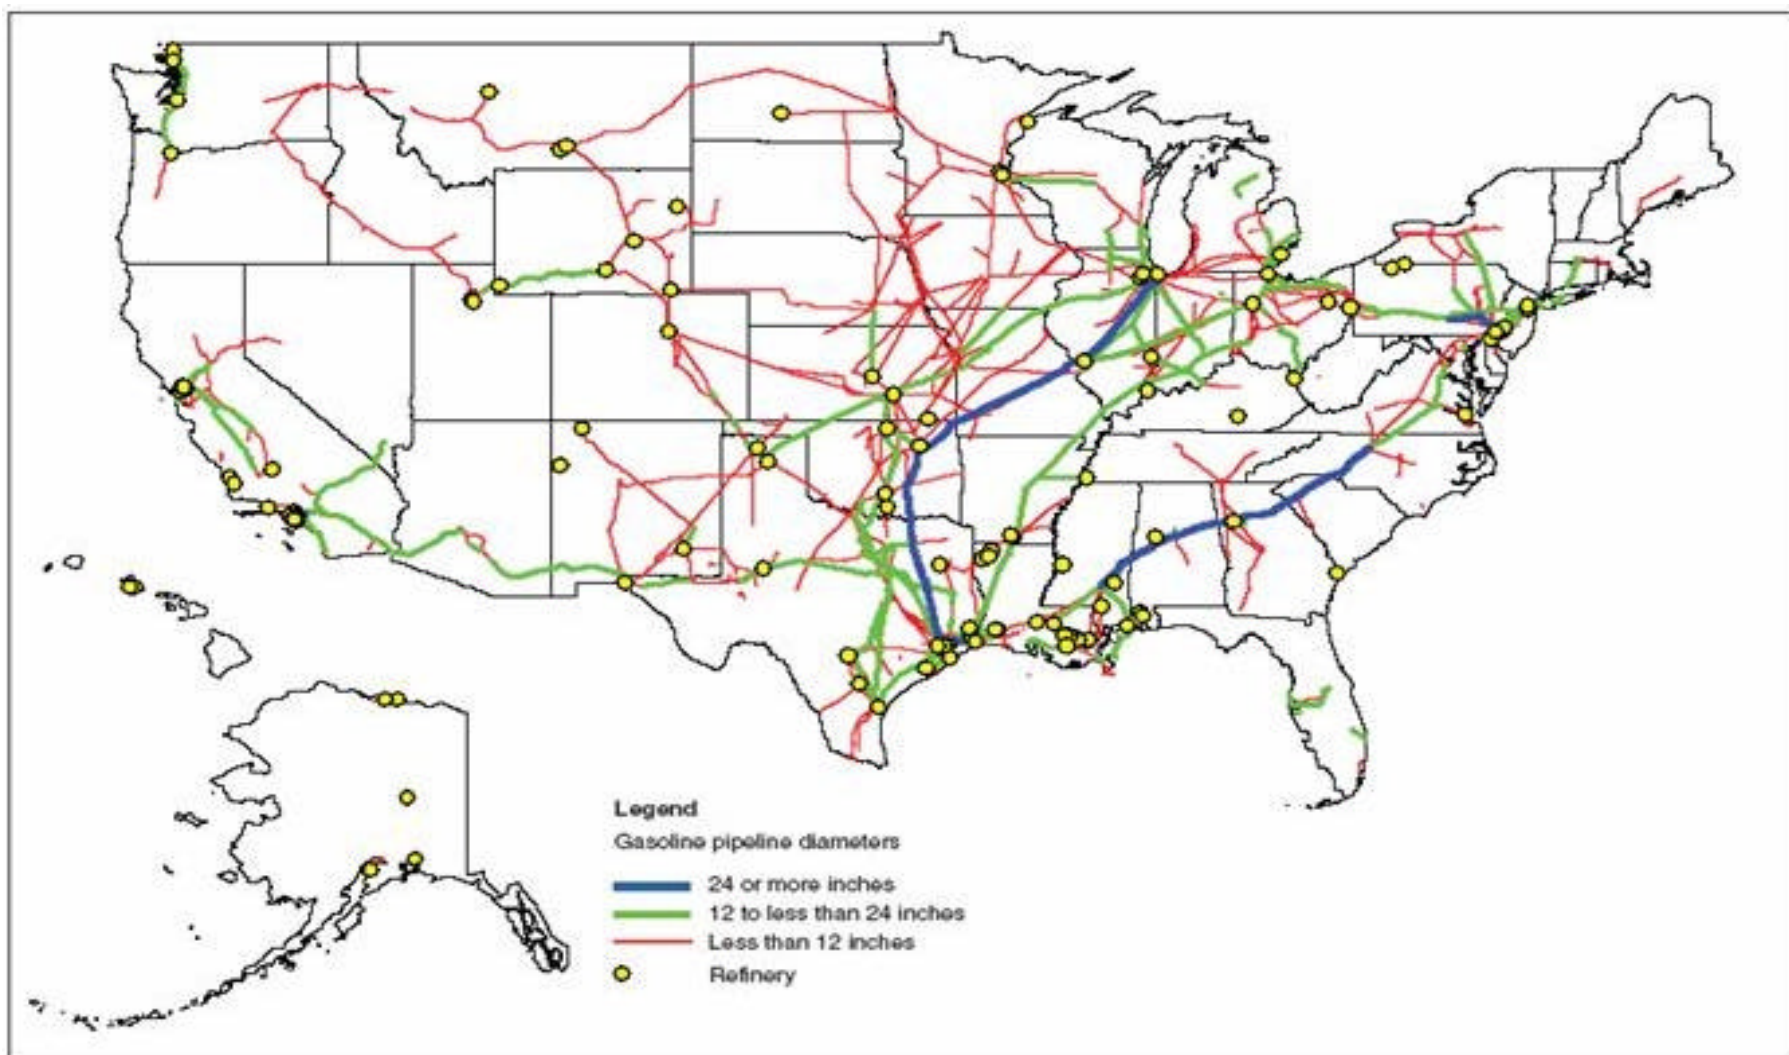 Legend
Gasoline pipeline diameters
24 or more inches
12 to less than 24 inches
Less than 12 inches
Refinery